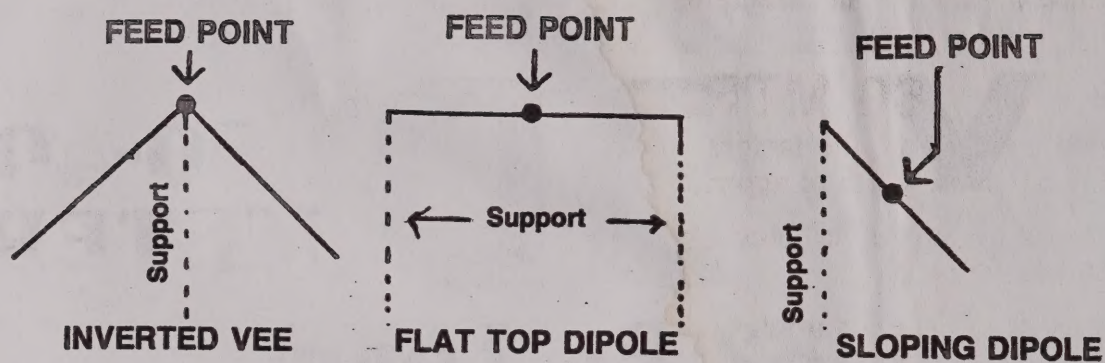 FEED POINT
Support
INVERTED VEE
FEED POINT
Support
FLAT TOP DIPOLE
FEED POINT
Support
SLOPING DIPOLE